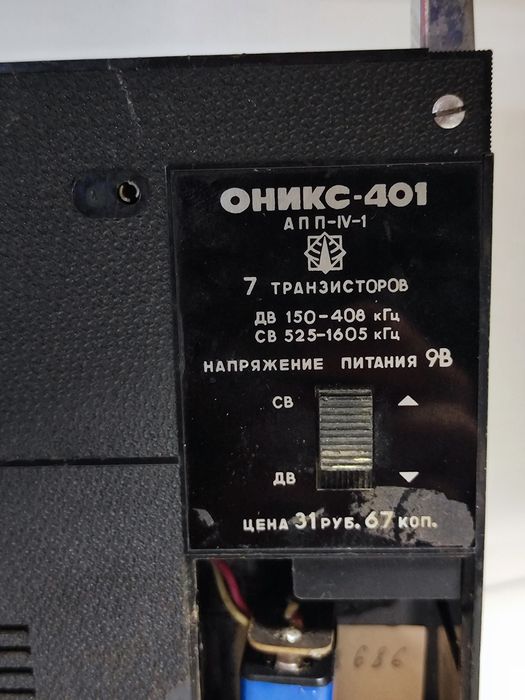 ОНИКС-401
АПП-IV-1
7 ТРАНЗИСТОРОВ
ДВ 150-408 кГц
СВ 525-1605 кГц
НАПРЯЖЕНИЕ ПИТАНИЯ 9В
СВ
ДВ
ЦЕНА 31 РУБ. 67 КОП.
686